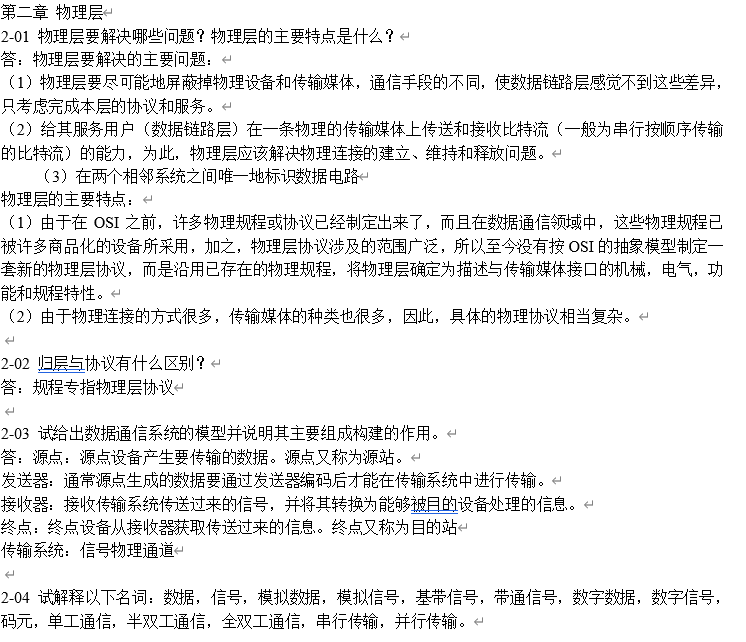 第二章 物理层
2-01 物理层要解决哪些问题？物理层的主要特点是什么？
答：物理层要解决的主要问题：
（1）物理层要尽可能地屏蔽掉物理设备和传输媒体，通信手段的不同，使数据链路层感觉不到这些差异，
只考虑完成本层的协议和服务。
（2）给其服务用户（数据链路层）在一条物理的传输媒体上传送和接收比特流（一般为串行按顺序传输
的比特流）的能力，为此，物理层应该解决物理连接的建立、维持和释放问题。
（3）在两个相邻系统之间唯一地标识数据电路
物理层的主要特点：
（1）由于在 OSI 之前，许多物理规程或协议已经制定出来了，而且在数据通信领域中，这些物理规程已
被许多商品化的设备所采用，加之，物理层协议涉及的范围广泛，所以至今没有按 OSI 的抽象模型制定一
套新的物理层协议，而是沿用已存在的物理规程，将物理层确定为描述与传输媒体接口的机械，电气，功
能和规程特性。
（2）由于物理连接的方式很多，传输媒体的种类也很多，因此，具体的物理协议相当复杂。
2-02 归层与协议有什么区别？
答：规程专指物理层协议
2-03 试给出数据通信系统的模型并说明其主要组成构建的作用。
答：源点：源点设备产生要传输的数据。源点又称为源站。
发送器：通常源点生成的数据要通过发送器编码后才能在传输系统中进行传输。
接收器：接收传输系统传送过来的信号，并将其转换为能够被目的设备处理的信息。
终点：终点设备从接收器获取传送过来的信息。终点又称为目的站
传输系统：信号物理通道
2-04 试解释以下名词：数据，信号，模拟数据，模拟信号，基带信号，带通信号，数字数据，数字信号，
码元，单工通信，半双工通信，全双工通信，串行传输，并行传输。